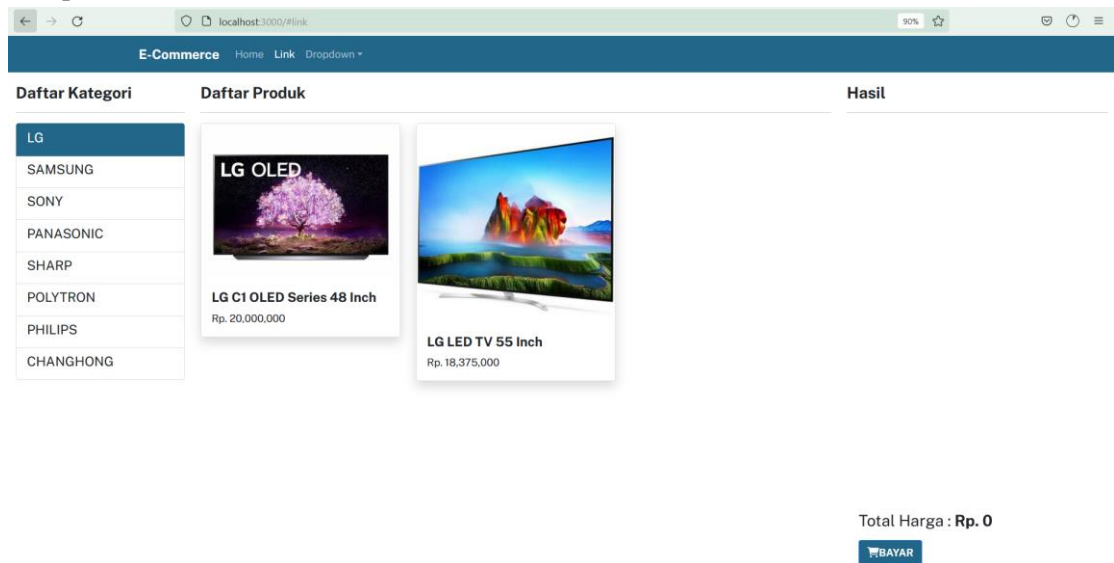 localhost:3000/#link
90%
E-Commerce Home Link Dropdown
Daftar Kategori
LG
SAMSUNG
SONY
PANASONIC
SHARP
POLYTRON
PHILIPS
CHANGHONG
Daftar Produk
LG OLED
LG C1 OLED Series 48 Inch
Rp. 20,000,000
LG LED TV 55 Inch
Rp. 18,375,000
Hasil
Total Harga : Rp. 0
BAYAR